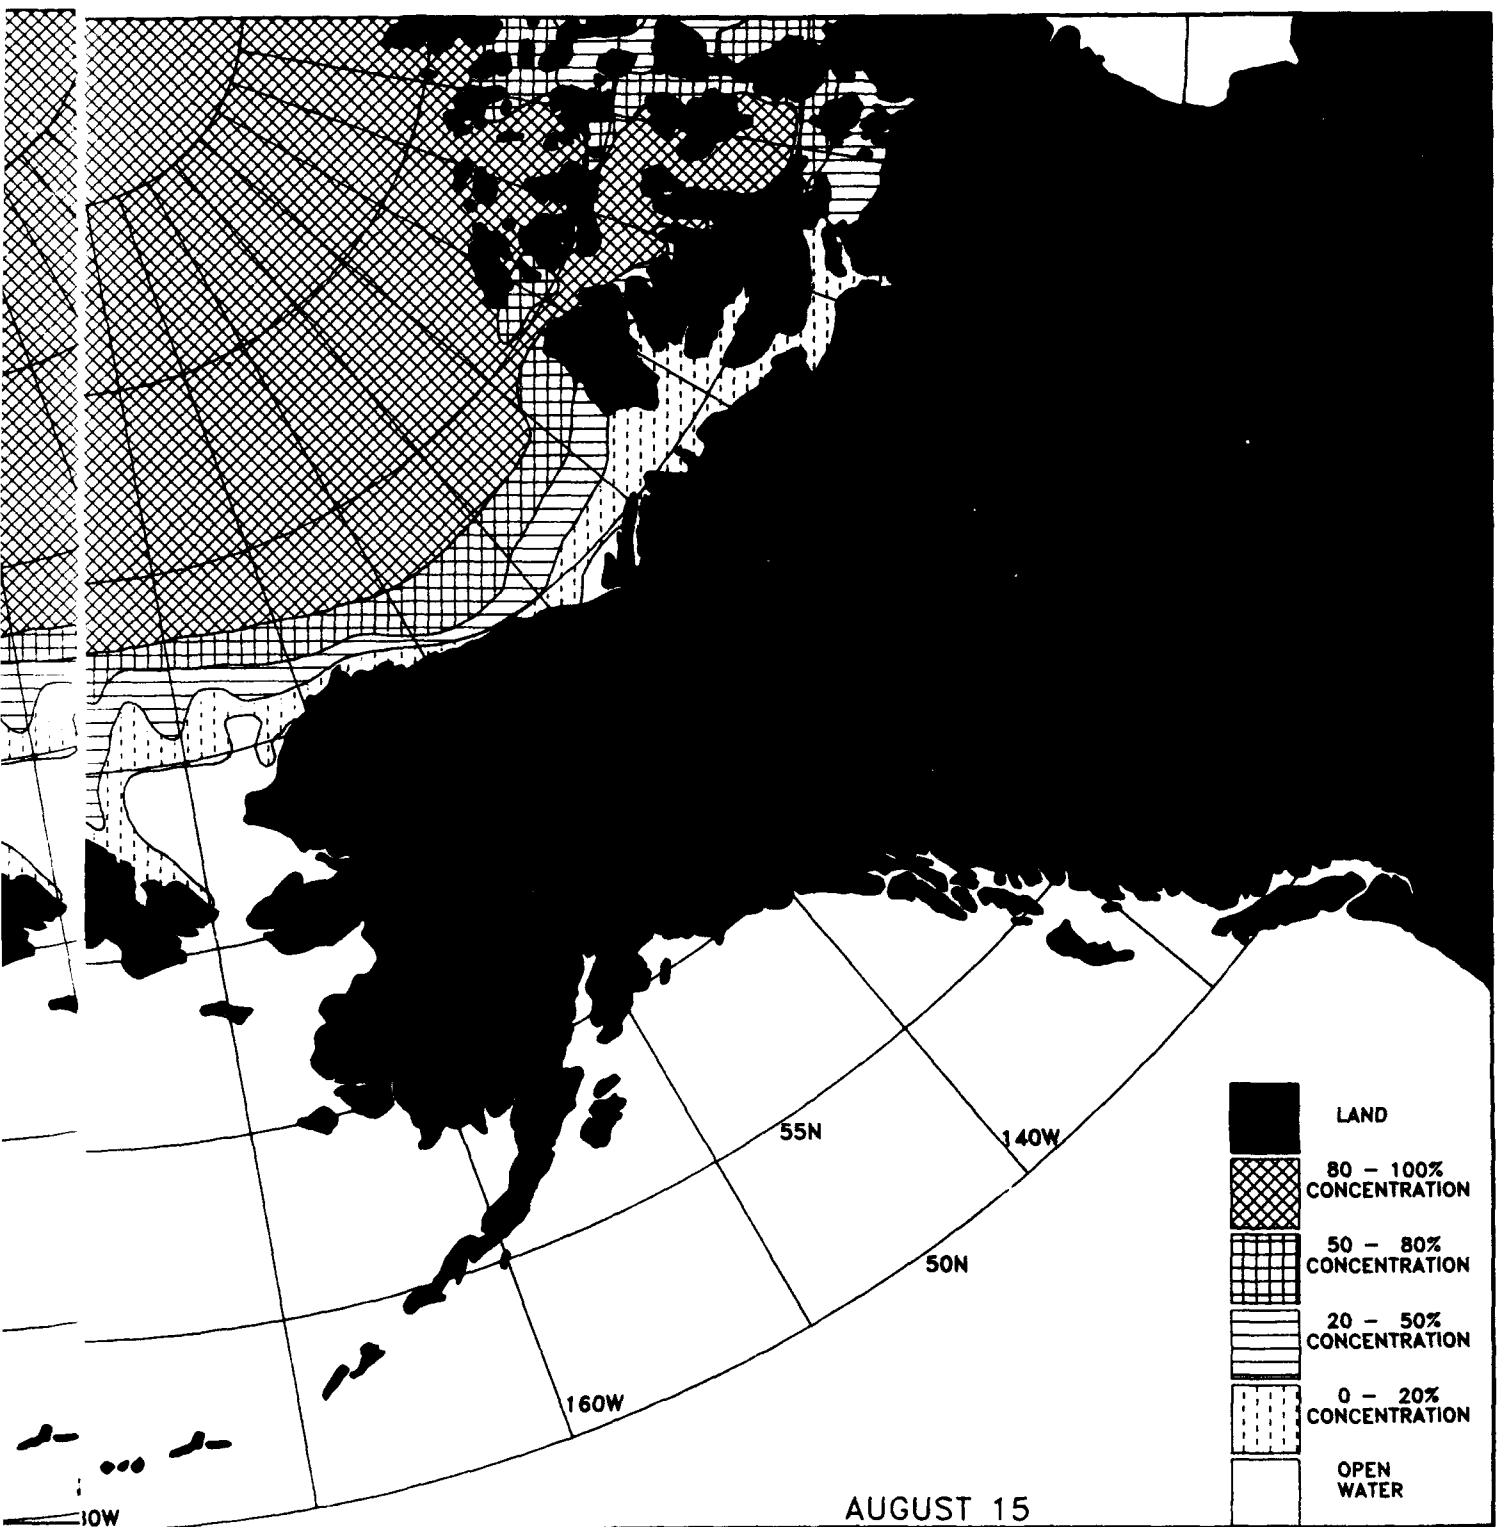 55N
140W
50N
160W
LAND
80 - 100%
CONCENTRATION
50 - 80%
CONCENTRATION
20 - 50%
CONCENTRATION
0 - 20%
CONCENTRATION
OPEN
WATER
AUGUST 15